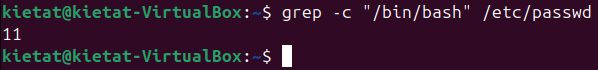 kietat@kietat-VirtualBox:~$ grep -c "/bin/bash" /etc/passwd
11
kietat@kietat-VirtualBox:~$